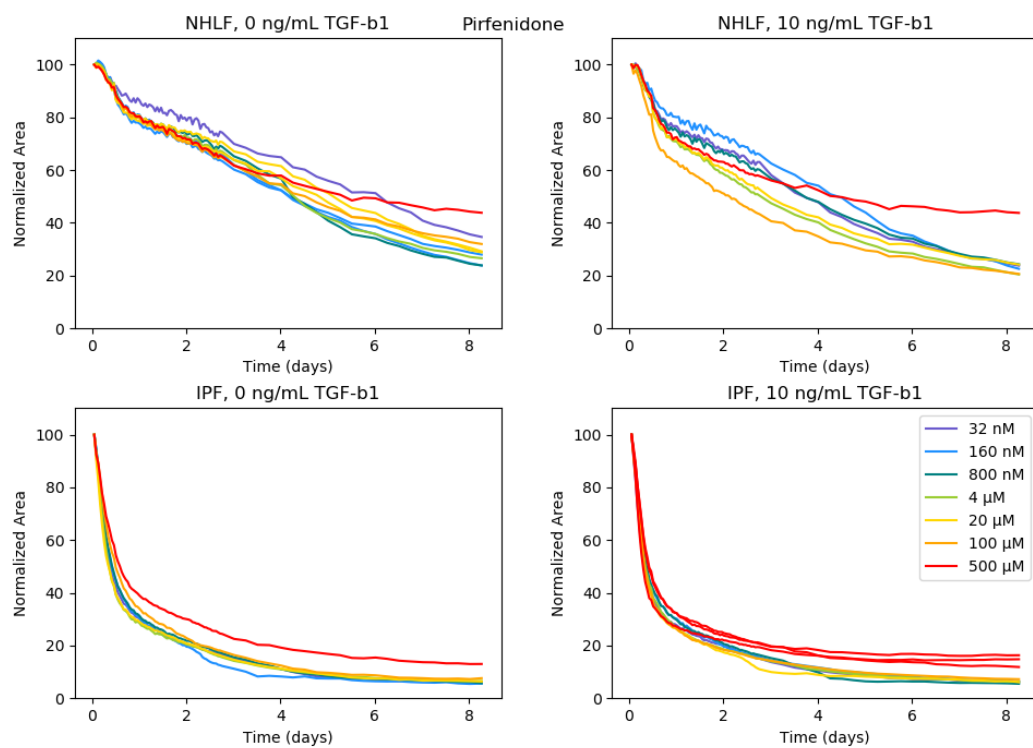 Pirfenidone
NHLF, 0 ng/mL TGF-b1
Normalized Area
100
80
60
40
20
0
0 2 4 6 8
Time (days)
NHLF, 10 ng/mL TGF-b1
Normalized Area
100
80
60
40
20
0
0 2 4 6 8
Time (days)
IPF, 0 ng/mL TGF-b1
Normalized Area
100
80
60
40
20
0
0 2 4 6 8
Time (days)
IPF, 10 ng/mL TGF-b1
Normalized Area
100
80
60
40
20
0
0 2 4 6 8
Time (days)
32 nM
160 nM
800 nM
4 μM
20 μM
100 μM
500 μM